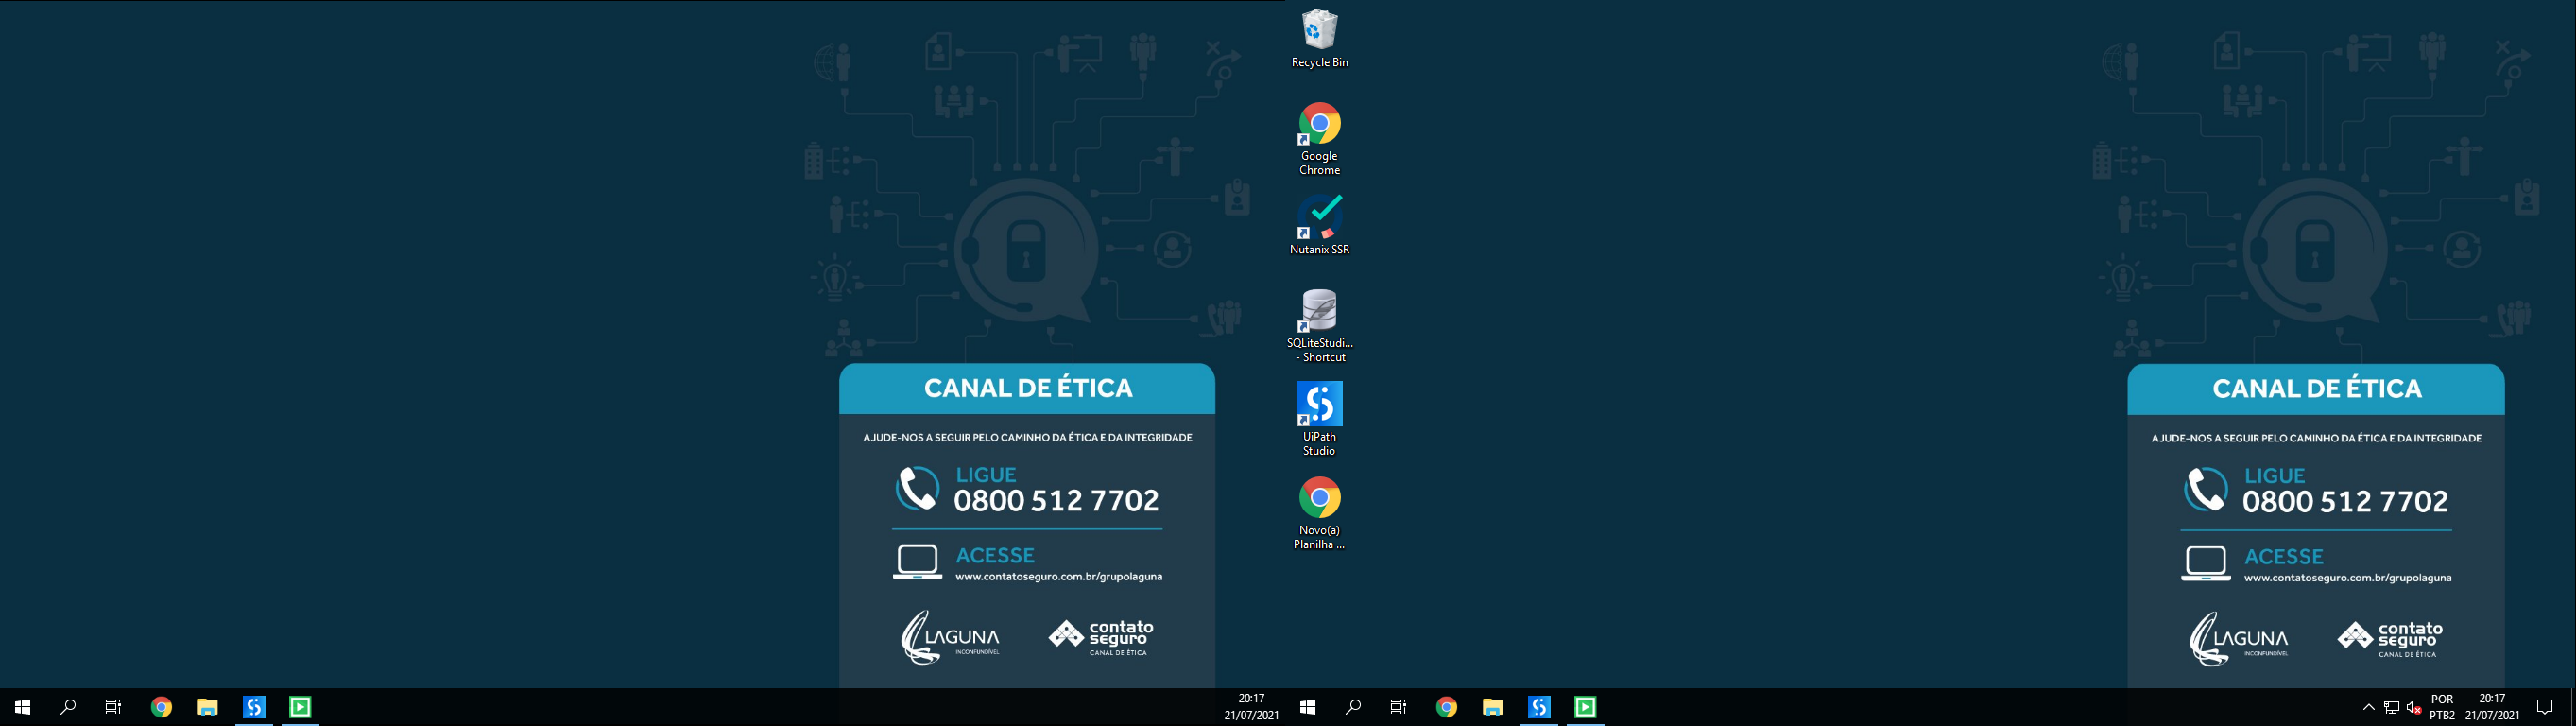 CANAL DE ÉTICA
AJUDE-NOS A SEGUIR PELO CAMINHO DA ÉTICA E DA INTEGRIDADE
LIGUE
0800 512 7702
ACESSE
www.contatoseguro.com.br/grupolaguna
LAGUNA
INCONFUNDÍVEL
contato
seguro
CANAL DE ÉTICA
20:17
21/07/2021
Recycle Bin
Google
Chrome
Nutanix SSR
SQLiteStudi...
- Shortcut
UiPath
Studio
Novo(a)
Planilha ...
CANAL DE ÉTICA
AJUDE-NOS A SEGUIR PELO CAMINHO DA ÉTICA E DA INTEGRIDADE
LIGUE
0800 512 7702
ACESSE
www.contatoseguro.com.br/grupolaguna
LAGUNA
INCONFUNDÍVEL
contato
seguro
CANAL DE ÉTICA
POR
PTB2
20:17
21/07/2021